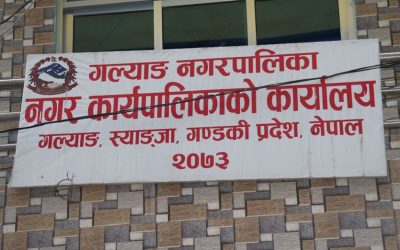 गल्याङ नगरपालिका
नगर कार्यपालिकाको कार्यालय
गल्याङ, स्याङ्जा, गण्डकी प्रदेश, नेपाल
२०७३